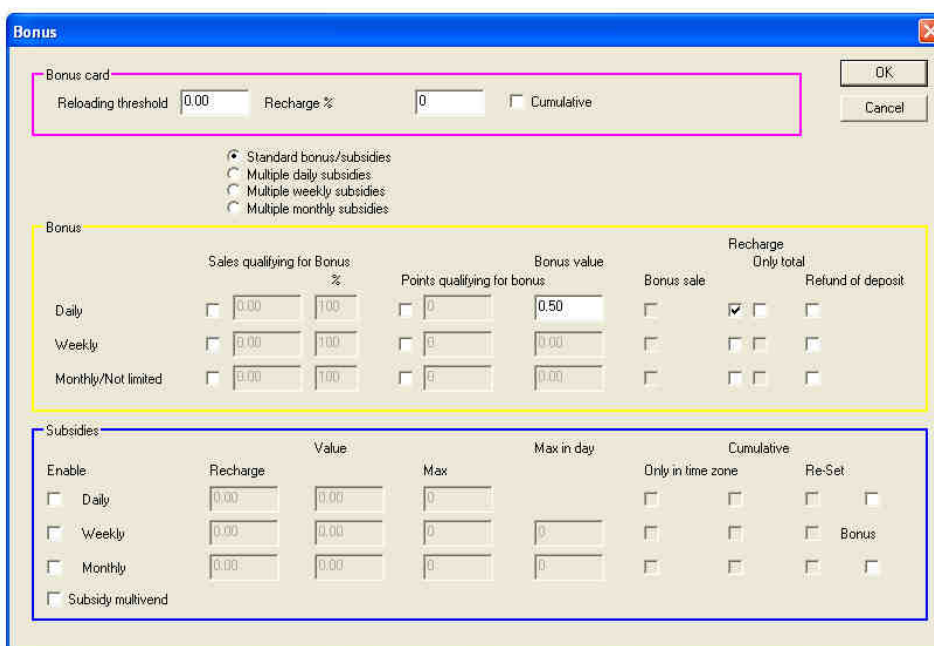 Bonus
Bonus card
OK
Reloading threshold 0.00 Recharge % 0 Cumulative
Cancel
Standard bonus/subsidies
Multiple daily subsidies
Multiple weekly subsidies
Multiple monthly subsidies
Bonus
Recharge
Sales qualifying for Bonus Bonus value Only total
% Points qualifying for bonus Bonus sale Refund of deposit
Daily 0.00 100 0 0.50
Weekly 0.00 100 0 0.00
Monthly/Not limited 0.00 100 0 0.00
Subsidies
Value Max in day Cumulative
Enable Recharge Max Only in time zone Re-Set
Daily 0.00 0.00 0
Weekly 0.00 0.00 0 0 Bonus
Monthly 0.00 0.00 0 0
Subsidy multivend